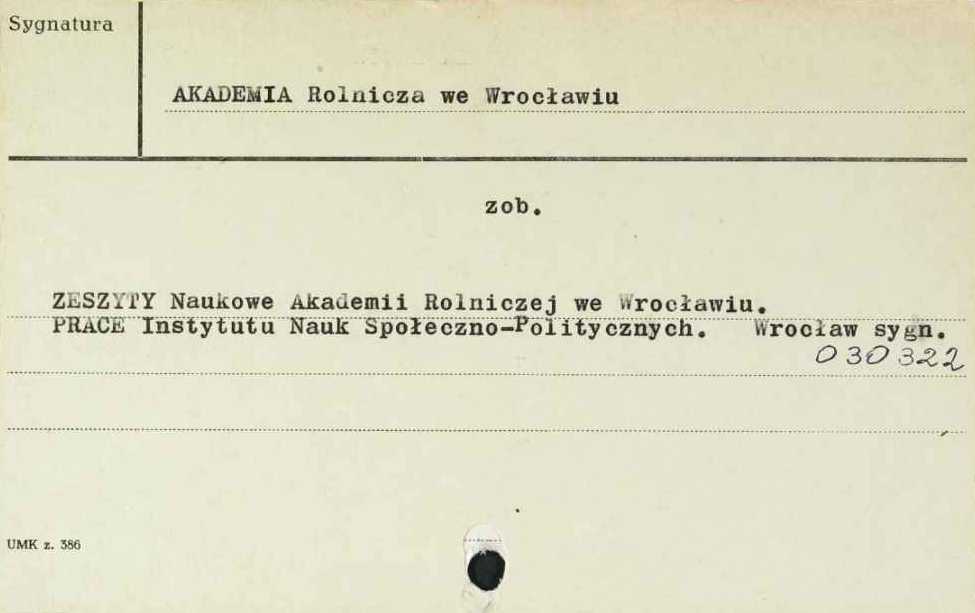 Sygnatura
AKADEMIA Rolnicza we Wrocławiu
zob.
ZESZYTY Naukowe Akademii Rolniczej we Wrocławiu.
PRACE Instytutu Nauk Społeczno-Politycznych. Wrocław sygn.
030322
UMK z. 386